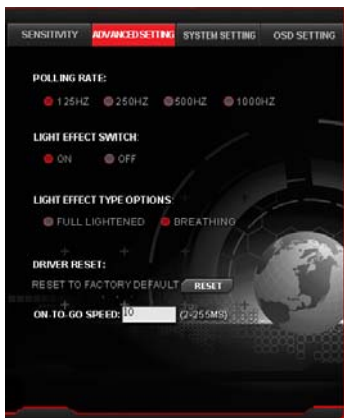 SENSITIVITY ADVANCED SETTING SYSTEM SETTING OSD SETTING
POLLING RATE:
125HZ 250HZ 500HZ 1000HZ
LIGHT EFFECT SWITCH:
ON OFF
LIGHT EFFECT TYPE OPTIONS:
FULL LIGHTENED BREATHING
DRIVER RESET:
RESET TO FACTORY DEFAULT RESET
ON-TO-GO SPEED: 10 (2-255MS)